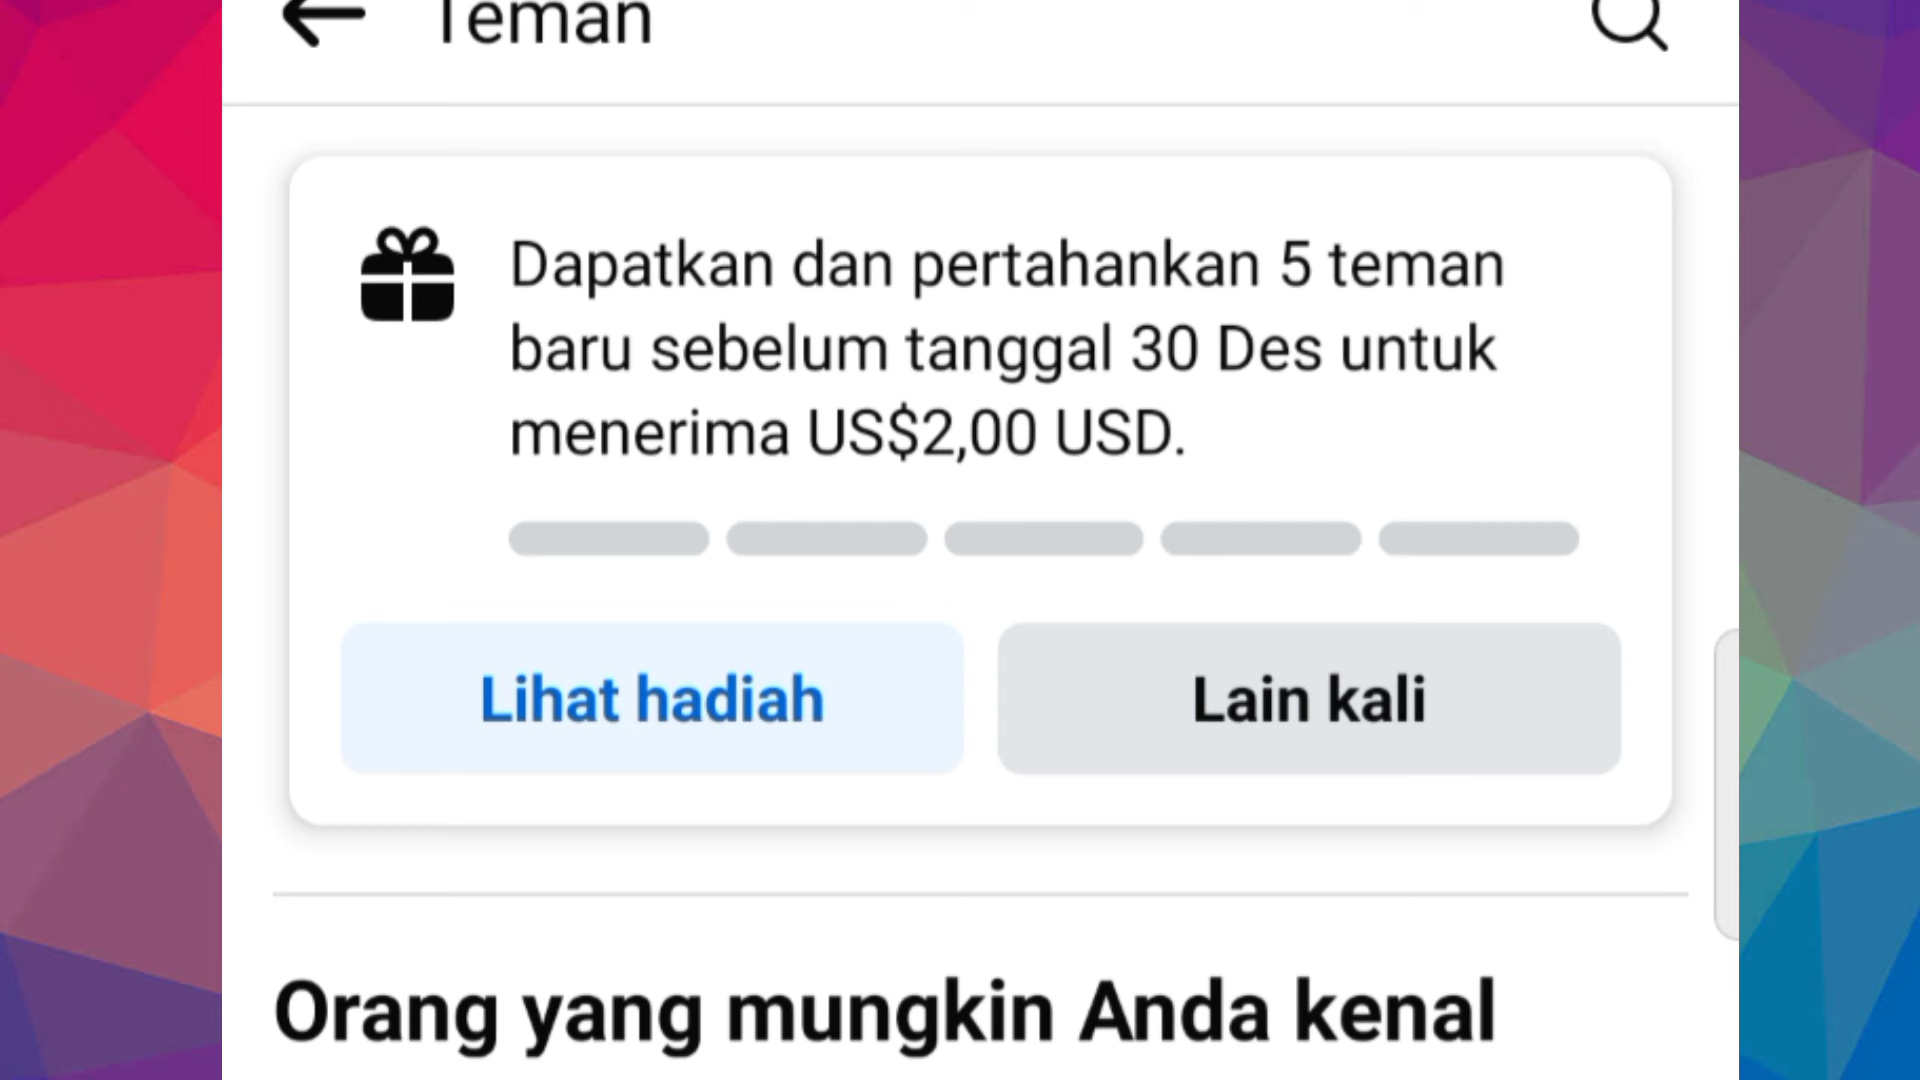 Teman
Dapatkan dan pertahankan 5 teman
baru sebelum tanggal 30 Des untuk
menerima US$2,00 USD.
Lihat hadiah
Lain kali
Orang yang mungkin Anda kenal